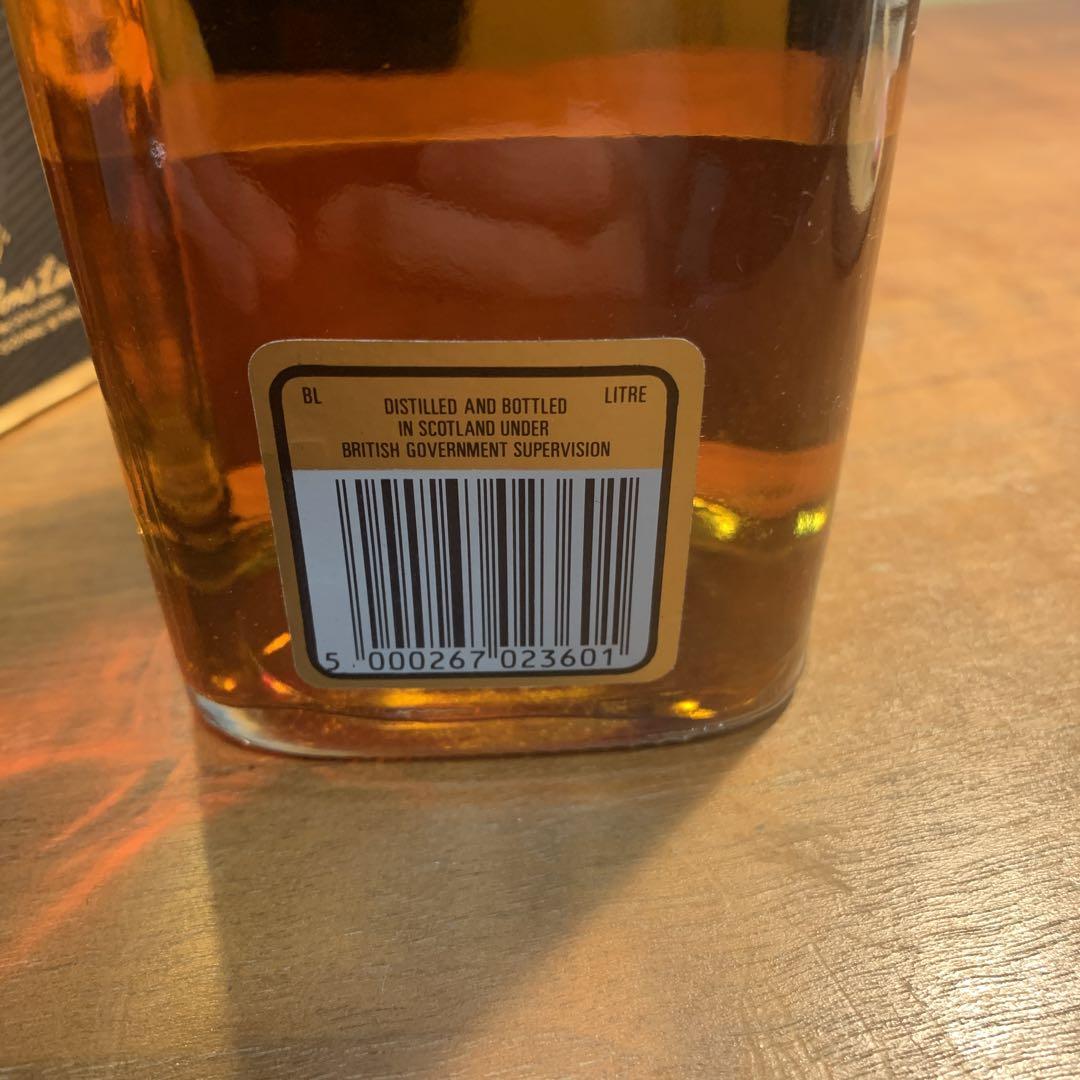 BL
LITRE
DISTILLED AND BOTTLED
IN SCOTLAND UNDER
BRITISH GOVERNMENT SUPERVISION
5 000267 023601